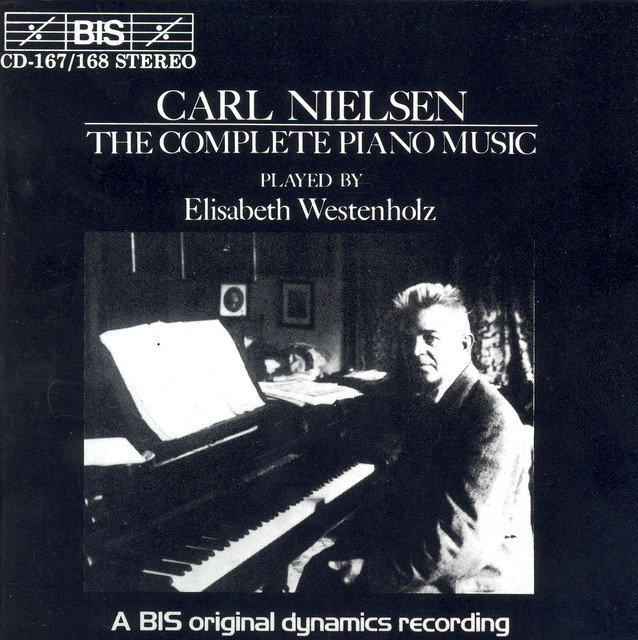 BIS
CD-167/168 STEREO
CARL NIELSEN
THE COMPLETE PIANO MUSIC
PLAYED BY
Elisabeth Westenholz
A BIS original dynamics recording